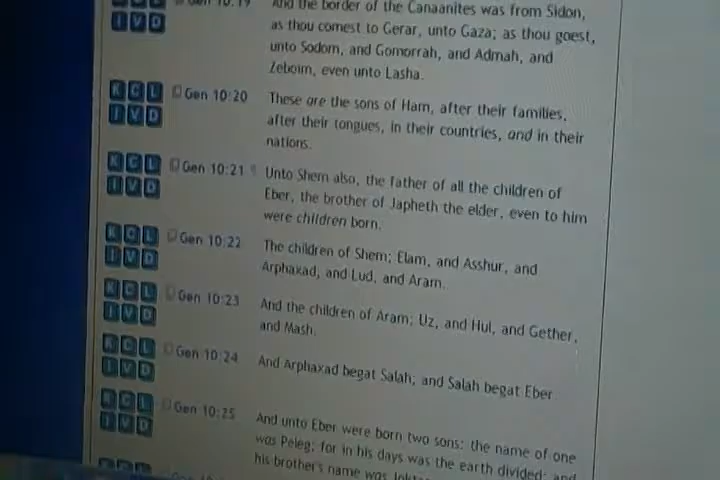 Gen 10:19 And the border of the Canaanites was from Sidon,
I V D as thou comest to Gerar, unto Gaza; as thou goest,
unto Sodom, and Gomorrah, and Admah, and
Zeboim, even unto Lasha.
K C L Gen 10:20 These are the sons of Ham, after their families,
I V D after their tongues, in their countries, and in their
nations.
K C L Gen 10:21 ¶ Unto Shem also, the father of all the children of
I V D Eber, the brother of Japheth the elder, even to him
were children born.
K C L Gen 10:22 The children of Shem; Elam, and Asshur, and
I V D Arphaxad, and Lud, and Aram.
K C L Gen 10:23 And the children of Aram; Uz, and Hul, and Gether,
I V D and Mash.
K C L Gen 10:24 And Arphaxad begat Salah; and Salah begat Eber.
I V D
K C L Gen 10:25 And unto Eber were born two sons: the name of one
I V D was Peleg; for in his days was the earth divided; and
his brother's name was